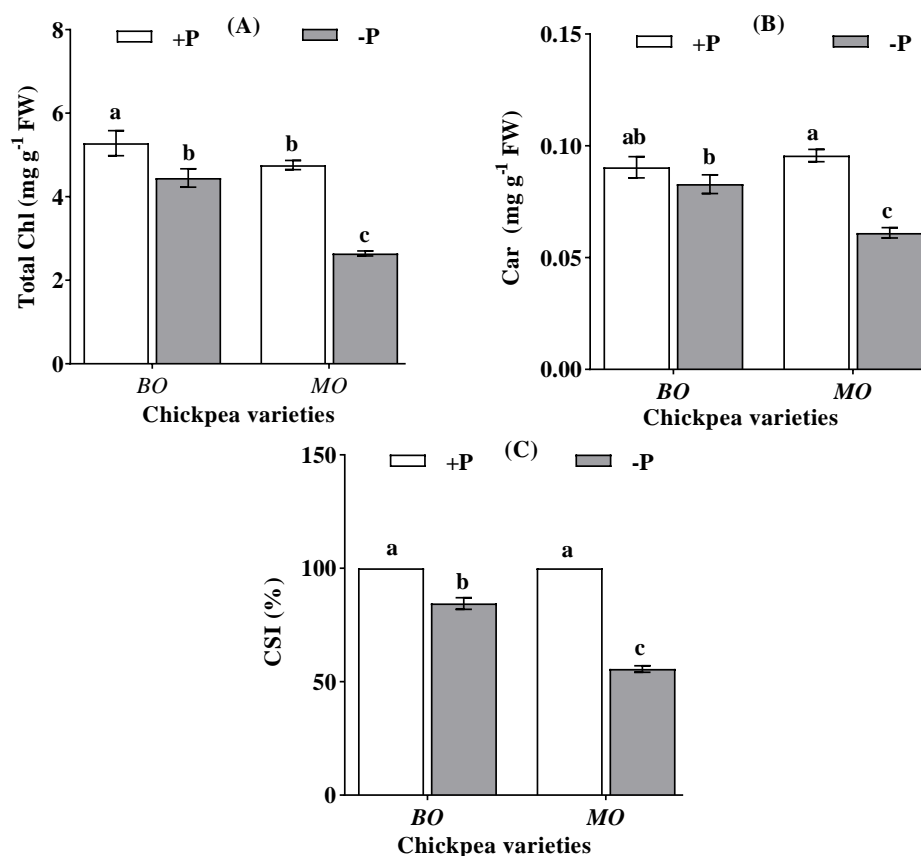 (A)
+P
-P
8
6
4
2
0
Total Chl (mg g⁻¹ FW)
a
b
b
c
BO
MO
Chickpea varieties
(B)
+P
-P
0.15
0.10
0.05
0.00
Car (mg g⁻¹ FW)
ab
b
a
c
BO
MO
Chickpea varieties
(C)
+P
-P
150
100
50
0
CSI (%)
a
b
a
c
BO
MO
Chickpea varieties